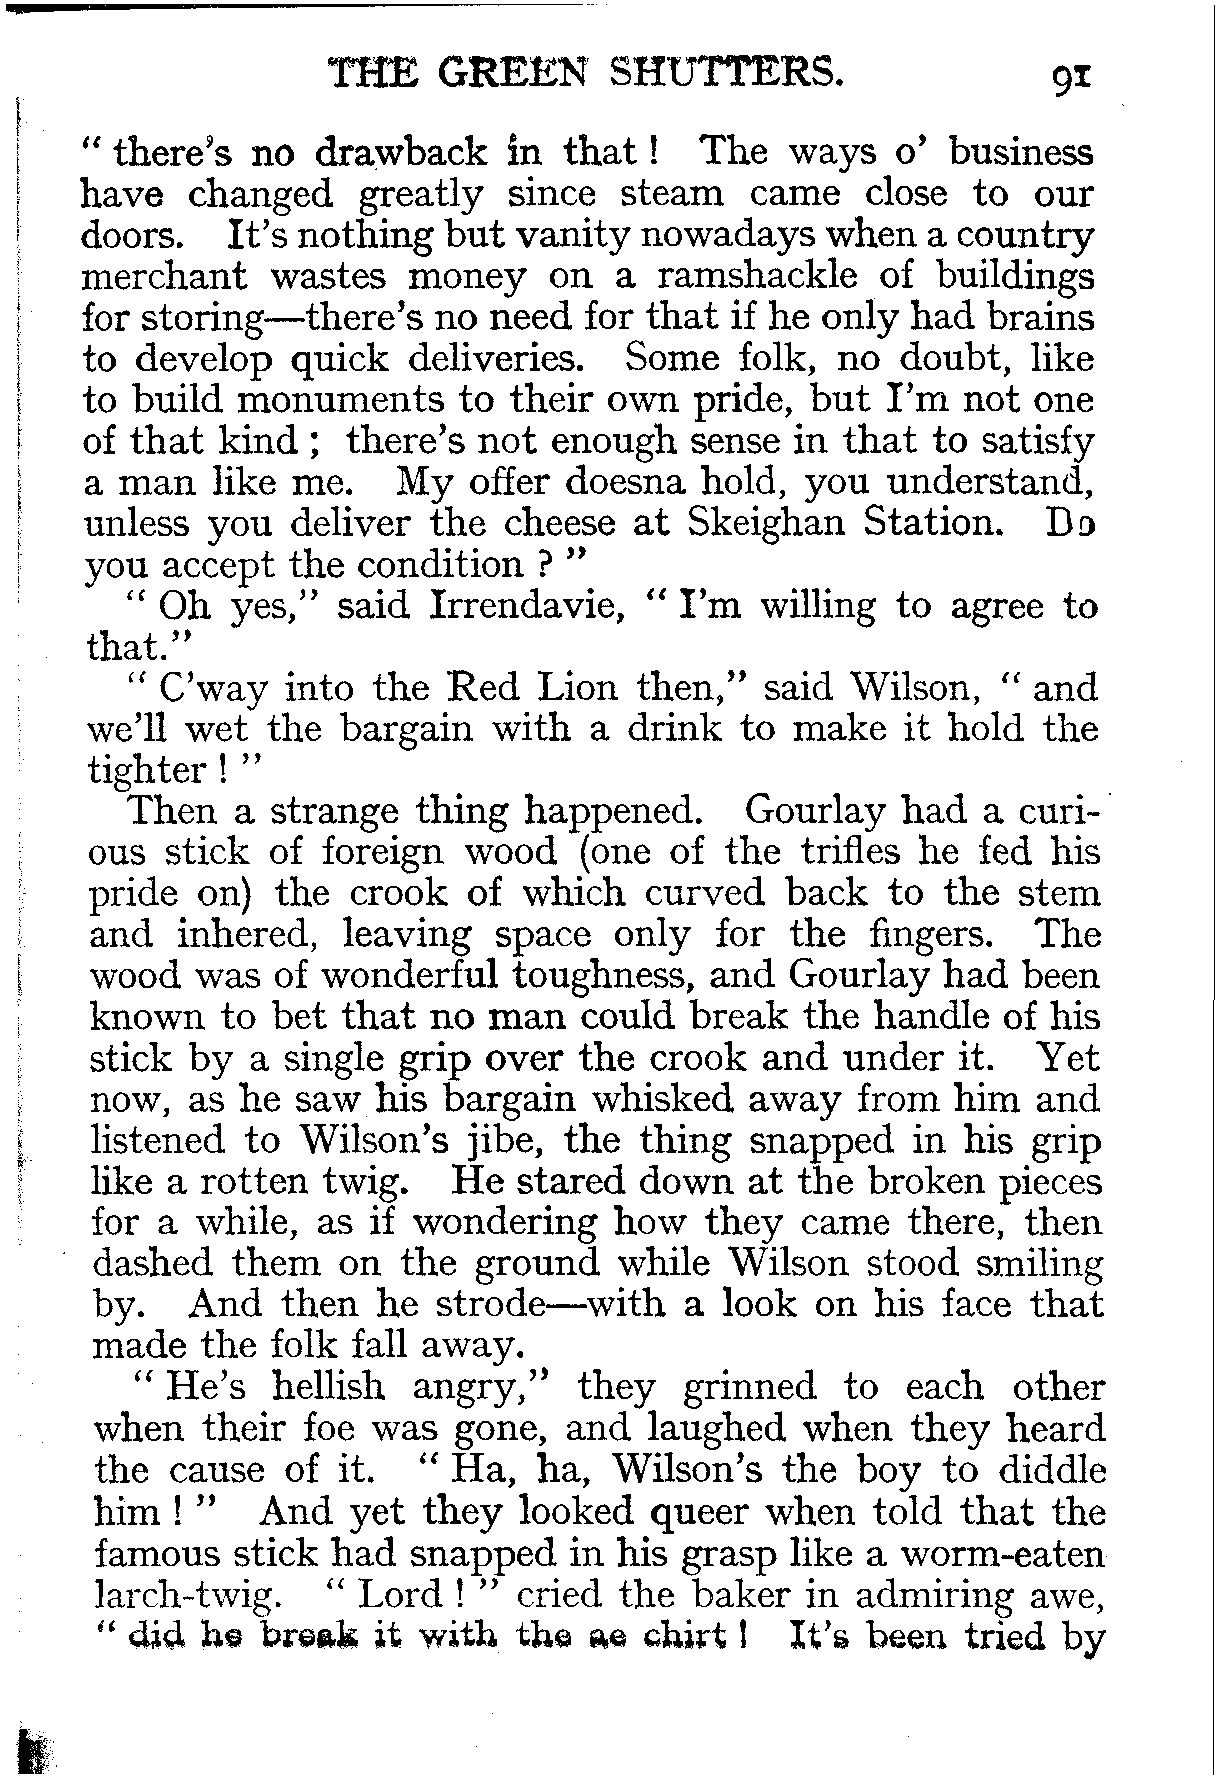 THE GREEN SHUTTERS. 91
" there's no drawback in that ! The ways o' business
have changed greatly since steam came close to our
doors. It's nothing but vanity nowadays when a country
merchant wastes money on a ramshackle of buildings
for storing—there's no need for that if he only had brains
to develop quick deliveries. Some folk, no doubt, like
to build monuments to their own pride, but I'm not one
of that kind ; there's not enough sense in that to satisfy
a man like me. My offer doesna hold, you understand,
unless you deliver the cheese at Skeighan Station. Do
you accept the condition ? "
" Oh yes," said Irrendavie, " I'm willing to agree to
that."
" C'way into the Red Lion then," said Wilson, " and
we'll wet the bargain with a drink to make it hold the
tighter ! "
Then a strange thing happened. Gourlay had a curi-
ous stick of foreign wood (one of the trifles he fed his
pride on) the crook of which curved back to the stem
and inhered, leaving space only for the fingers. The
wood was of wonderful toughness, and Gourlay had been
known to bet that no man could break the handle of his
stick by a single grip over the crook and under it. Yet
now, as he saw his bargain whisked away from him and
listened to Wilson's jibe, the thing snapped in his grip
like a rotten twig. He stared down at the broken pieces
for a while, as if wondering how they came there, then
dashed them on the ground while Wilson stood smiling
by. And then he strode—with a look on his face that
made the folk fall away.
" He's hellish angry," they grinned to each other
when their foe was gone, and laughed when they heard
the cause of it. " Ha, ha, Wilson's the boy to diddle
him ! " And yet they looked queer when told that the
famous stick had snapped in his grasp like a worm-eaten
larch-twig. " Lord ! " cried the baker in admiring awe,
" did he break it with the ae chirt ! It's been tried by